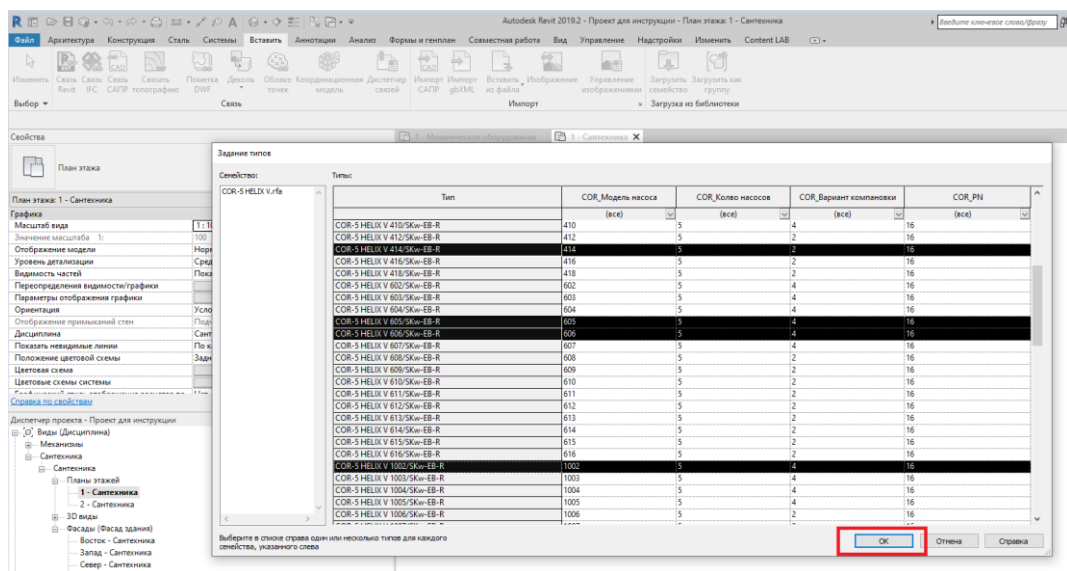 Autodesk Revit 2019.2 - Проект для инструкции - План этажа: 1 - Сантехника
Введите ключевое слово/фразу
Файл Архитектура Конструкция Сталь Системы Вставить Аннотации Анализ Формы и генплан Совместная работа Вид Управление Надстройки Изменить Content LAB
Изменить Связь Revit Связь IFC Связь САПР Связать топографию Пометка DWF Деколь Облако точек Координационная модель Диспетчер связей Импорт САПР Импорт gbXML Вставить из файла Изображение Управление изображениями Загрузить семейство Загрузить как группу
Выбор Связь Импорт Загрузка из библиотеки
Свойства
1 - Механическое оборудование 1 - Сантехника
План этажа
План этажа: 1 - Сантехника
Графика
Масштаб вида 1 : 10
Значение масштаба 1: 100
Отображение модели Норм
Уровень детализации Сред
Видимость частей Пока
Переопределения видимости/графики
Параметры отображения графики
Ориентация Усло
Отображение примыканий стен Подч
Дисциплина Сант
Показать невидимые линии По к
Положение цветовой схемы Задн
Цветовая схема
Цветовые схемы системы
Справка по свойствам
Диспетчер проекта - Проект для инструкции
Виды (Дисциплина)
Механизмы
Сантехника
Сантехника
Планы этажей
1 - Сантехника
2 - Сантехника
3D виды
Фасады (Фасад здания)
Восток - Сантехника
Запад - Сантехника
Север - Сантехника
Задание типов
Семейство: Типы:
COR-5 HELIX V.rfa
Тип COR_Модель насоса COR_Колво насосов COR_Вариант компановки COR_PN
(все) (все) (все) (все)
COR-5 HELIX V 410/SKw-EB-R 410 5 4 16
COR-5 HELIX V 412/SKw-EB-R 412 5 2 16
COR-5 HELIX V 414/SKw-EB-R 414 5 2 16
COR-5 HELIX V 416/SKw-EB-R 416 5 2 16
COR-5 HELIX V 418/SKw-EB-R 418 5 2 16
COR-5 HELIX V 602/SKw-EB-R 602 5 4 16
COR-5 HELIX V 603/SKw-EB-R 603 5 4 16
COR-5 HELIX V 604/SKw-EB-R 604 5 4 16
COR-5 HELIX V 605/SKw-EB-R 605 5 4 16
COR-5 HELIX V 606/SKw-EB-R 606 5 4 16
COR-5 HELIX V 607/SKw-EB-R 607 5 4 16
COR-5 HELIX V 608/SKw-EB-R 608 5 2 16
COR-5 HELIX V 609/SKw-EB-R 609 5 2 16
COR-5 HELIX V 610/SKw-EB-R 610 5 2 16
COR-5 HELIX V 611/SKw-EB-R 611 5 2 16
COR-5 HELIX V 612/SKw-EB-R 612 5 2 16
COR-5 HELIX V 613/SKw-EB-R 613 5 2 16
COR-5 HELIX V 614/SKw-EB-R 614 5 2 16
COR-5 HELIX V 615/SKw-EB-R 615 5 2 16
COR-5 HELIX V 616/SKw-EB-R 616 5 2 16
COR-5 HELIX V 1002/SKw-EB-R 1002 5 4 16
COR-5 HELIX V 1003/SKw-EB-R 1003 5 4 16
COR-5 HELIX V 1004/SKw-EB-R 1004 5 4 16
COR-5 HELIX V 1005/SKw-EB-R 1005 5 4 16
COR-5 HELIX V 1006/SKw-EB-R 1006 5 2 16
Выберите в списке справа один или несколько типов для каждого
семейства, указанного слева
ОК Отмена Справка